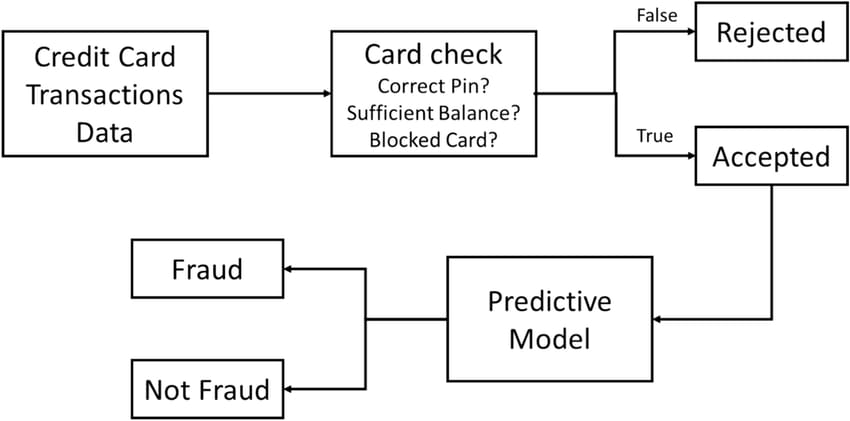 Credit Card
Transactions
Data
Card check
Correct Pin?
Sufficient Balance?
Blocked Card?
False
Rejected
True
Accepted
Fraud
Predictive
Model
Not Fraud